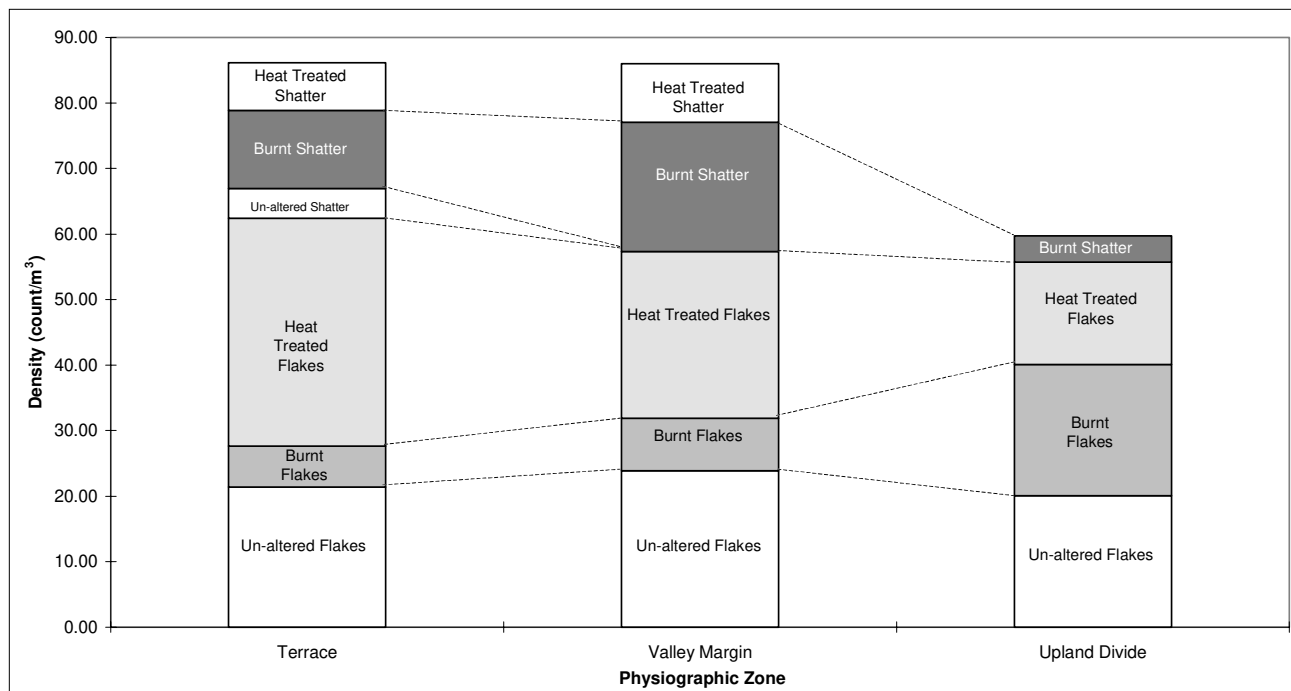 90.00
80.00
70.00
60.00
50.00
40.00
30.00
20.00
10.00
0.00
Density (count/m³)
Heat Treated
Shatter
Burnt Shatter
Un-altered Shatter
Heat
Treated
Flakes
Burnt
Flakes
Un-altered Flakes
Heat Treated
Shatter
Burnt Shatter
Heat Treated Flakes
Burnt Flakes
Un-altered Flakes
Burnt Shatter
Heat Treated
Flakes
Burnt
Flakes
Un-altered Flakes
Terrace
Valley Margin
Upland Divide
Physiographic Zone